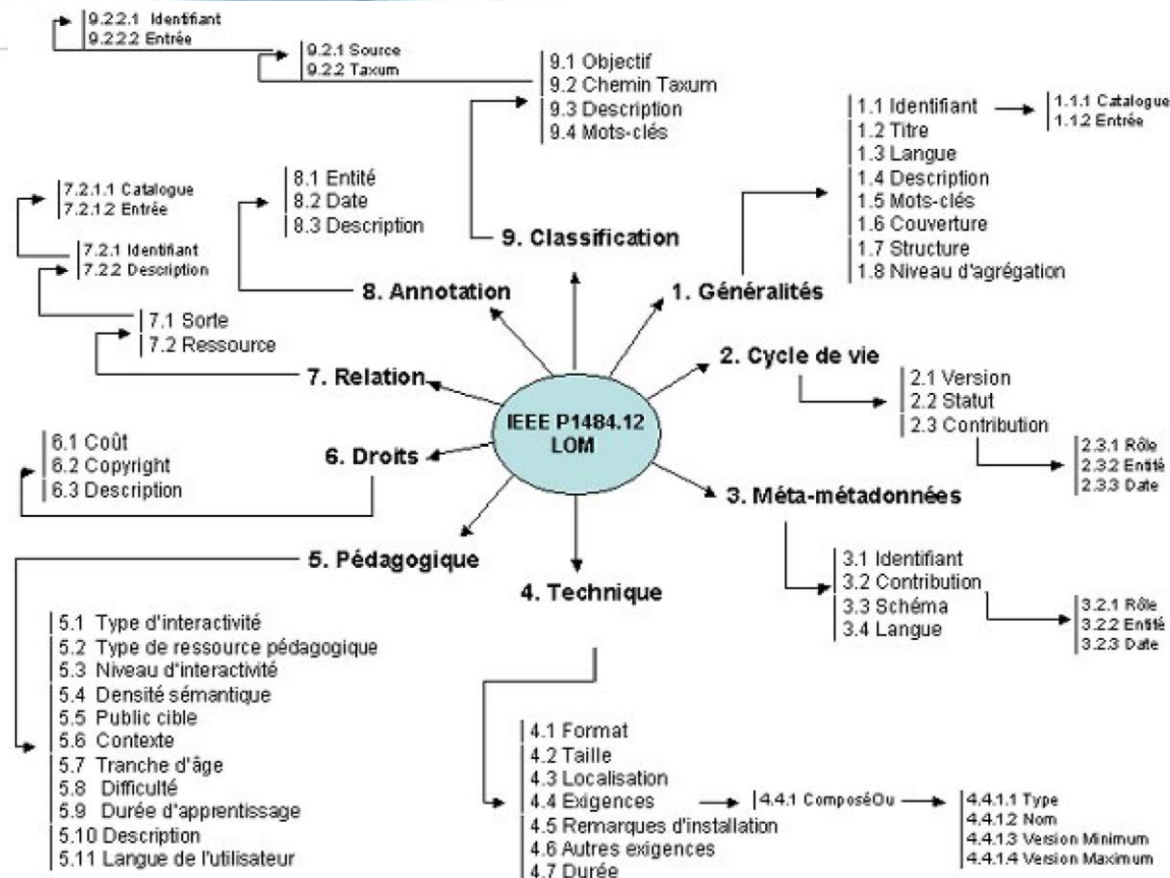 9.2.2.1 Identifiant
9.2.2.2 Entrée
9.2.1 Source
9.2.2 Taxum
9.1 Objectif
9.2 Chemin Taxum
9.3 Description
9.4 Mots-clés
9. Classification
1.1 Identifiant
1.2 Titre
1.3 Langue
1.4 Description
1.5 Mots-clés
1.6 Couverture
1.7 Structure
1.8 Niveau d'agrégation
1.1.1 Catalogue
1.1.2 Entrée
1. Généralités
8.1 Entité
8.2 Date
8.3 Description
8. Annotation
7.2.1.1 Catalogue
7.2.1.2 Entrée
7.2.1 Identifiant
7.2.2 Description
7.1 Sorte
7.2 Ressource
7. Relation
2. Cycle de vie
2.1 Version
2.2 Statut
2.3 Contribution
2.3.1 Rôle
2.3.2 Entité
2.3.3 Date
IEEE P1484.12
LOM
6.1 Coût
6.2 Copyright
6.3 Description
6. Droits
3. Méta-métadonnées
3.1 Identifiant
3.2 Contribution
3.3 Schéma
3.4 Langue
3.2.1 Rôle
3.2.2 Entité
3.2.3 Date
5. Pédagogique
5.1 Type d'interactivité
5.2 Type de ressource pédagogique
5.3 Niveau d'interactivité
5.4 Densité sémantique
5.5 Public cible
5.6 Contexte
5.7 Tranche d'âge
5.8 Difficulté
5.9 Durée d'apprentissage
5.10 Description
5.11 Langue de l'utilisateur
4. Technique
4.1 Format
4.2 Taille
4.3 Localisation
4.4 Exigences
4.5 Remarques d'installation
4.6 Autres exigences
4.7 Durée
4.4.1 ComposéOu
4.4.1.1 Type
4.4.1.2 Nom
4.4.1.3 Version Minimum
4.4.1.4 Version Maximum